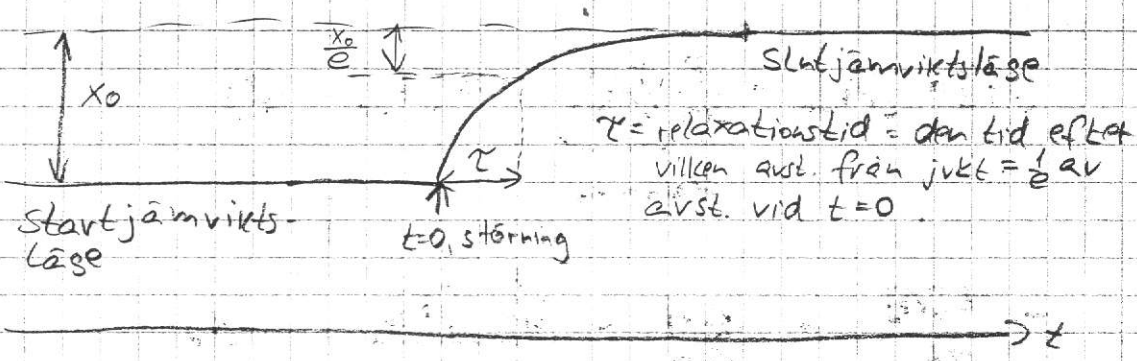 x₀
x₀/e
Slutjämviktsläge
τ = relaxationstid = den tid efter
vilken avst. från jvkt = 1/e av
avst. vid t=0.
τ
Startjämvikts-
läge
t=0, störning
t